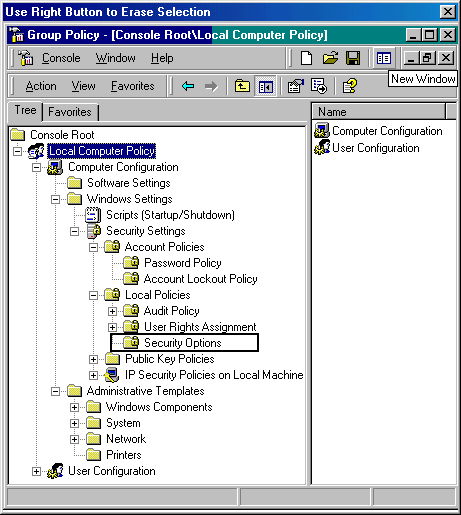 Use Right Button to Erase Selection
Group Policy - [Console Root\Local Computer Policy]
Console Window Help
New Window
Action View Favorites
Tree Favorites
Console Root
Local Computer Policy
Computer Configuration
Software Settings
Windows Settings
Scripts (Startup/Shutdown)
Security Settings
Account Policies
Password Policy
Account Lockout Policy
Local Policies
Audit Policy
User Rights Assignment
Security Options
Public Key Policies
IP Security Policies on Local Machine
Administrative Templates
Windows Components
System
Network
Printers
User Configuration
Name
Computer Configuration
User Configuration